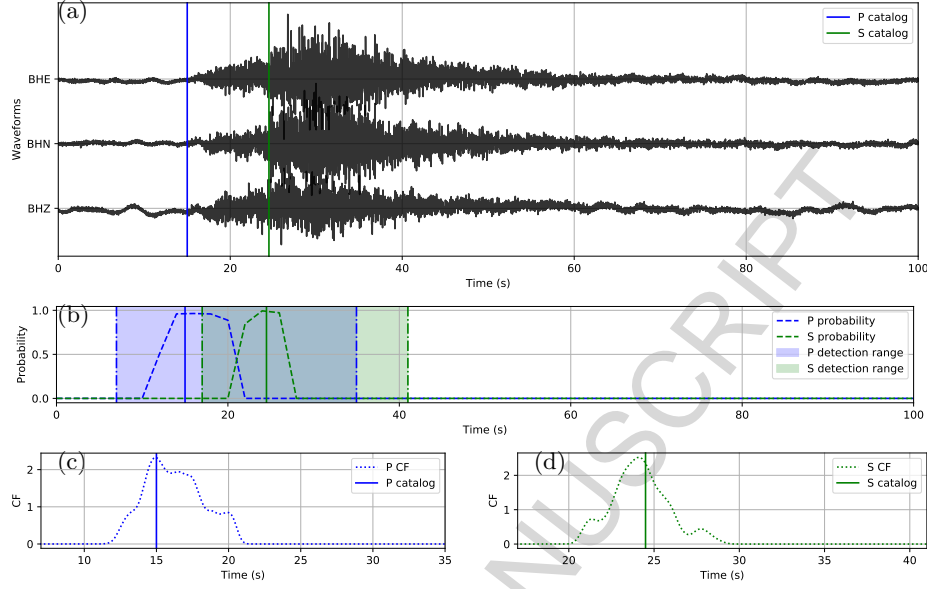 (a)
P catalog
S catalog
BHE
BHN
BHZ
Waveforms
0 20 40 60 80 100
Time (s)
(b)
P probability
S probability
P detection range
S detection range
1.0
0.5
0.0
Probability
0 20 40 60 80 100
Time (s)
(c)
P CF
P catalog
2
1
0
CF
10 15 20 25 30 35
Time (s)
(d)
S CF
S catalog
2
1
0
CF
20 25 30 35 40
Time (s)
NUSCRIPT